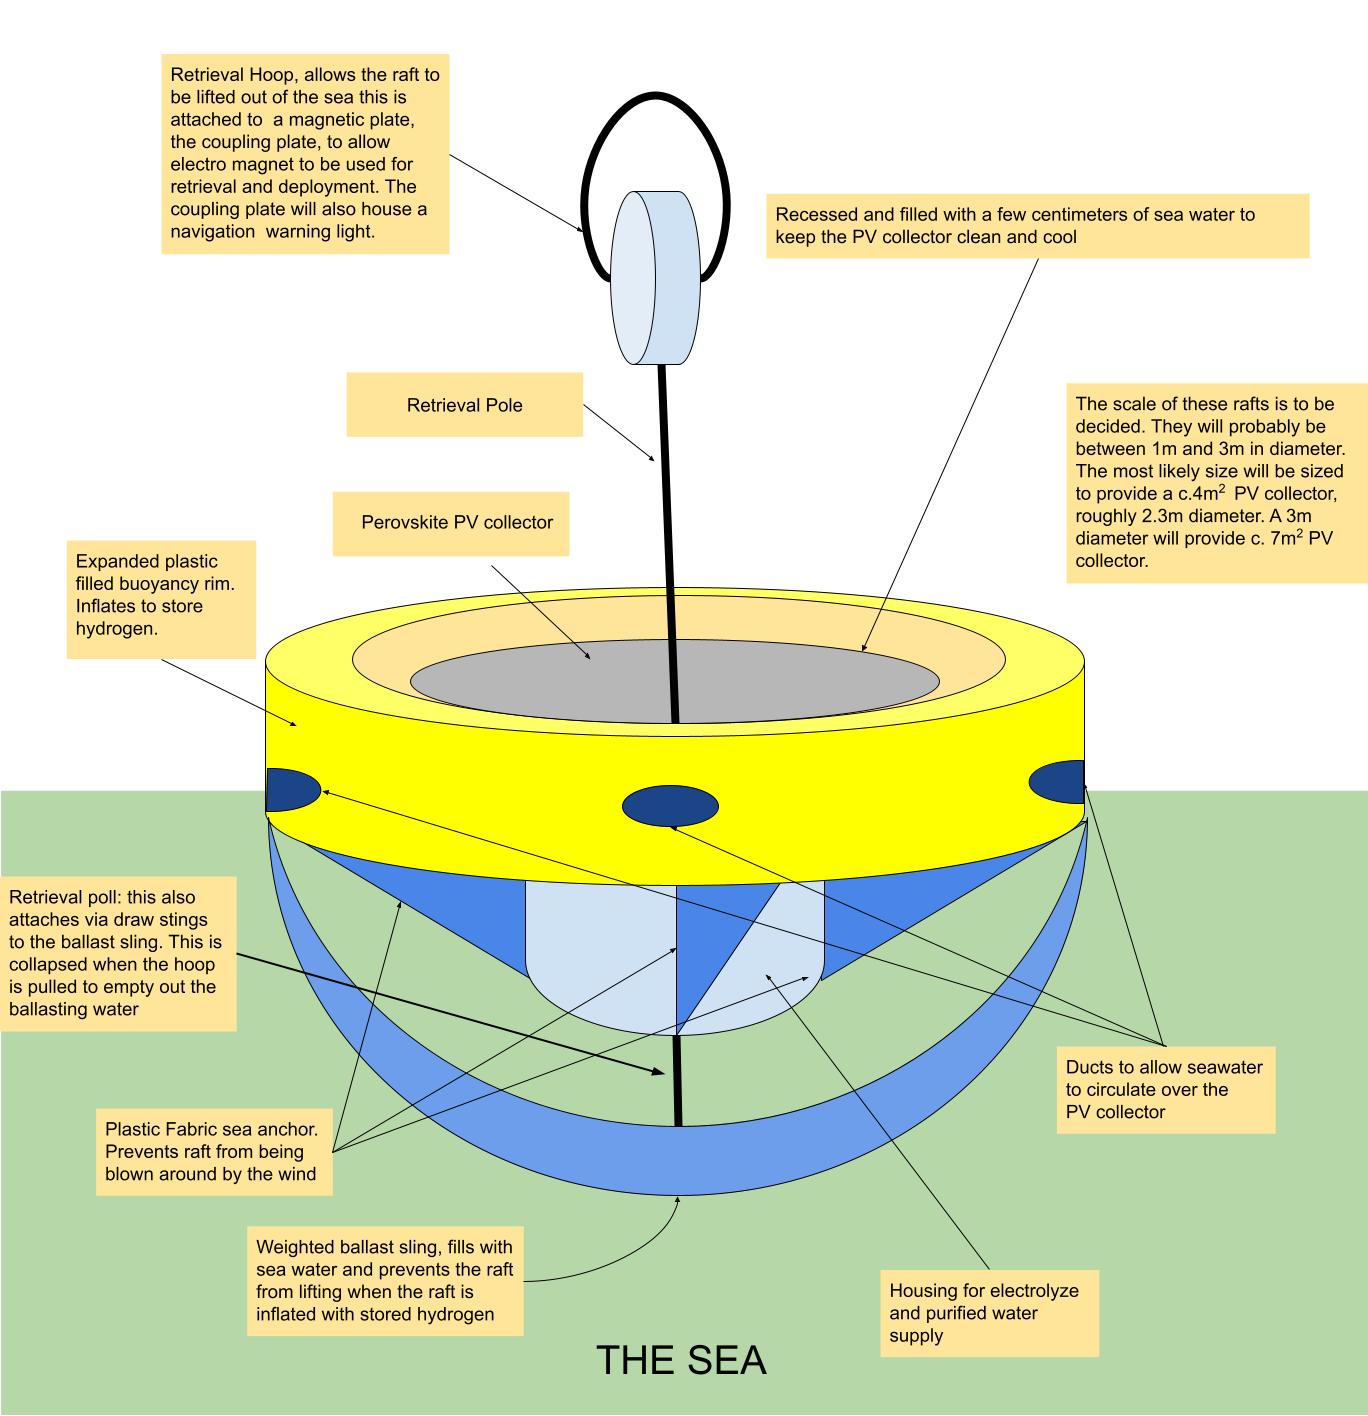 Retrieval Hoop, allows the raft to
be lifted out of the sea this is
attached to  a magnetic plate,
the coupling plate, to allow
electro magnet to be used for
retrieval and deployment. The
coupling plate will also house a
navigation  warning light.
Recessed and filled with a few centimeters of sea water to
keep the PV collector clean and cool
Retrieval Pole
The scale of these rafts is to be
decided. They will probably be
between 1m and 3m in diameter.
The most likely size will be sized
to provide a c.4m²  PV collector,
roughly 2.3m diameter. A 3m
diameter will provide c. 7m² PV
collector.
Perovskite PV collector
Expanded plastic
filled buoyancy rim.
Inflates to store
hydrogen.
Retrieval poll: this also
attaches via draw stings
to the ballast sling. This is
collapsed when the hoop
is pulled to empty out the
ballasting water
Ducts to allow seawater
to circulate over the
PV collector
Plastic Fabric sea anchor.
Prevents raft from being
blown around by the wind
Weighted ballast sling, fills with
sea water and prevents the raft
from lifting when the raft is
inflated with stored hydrogen
Housing for electrolyze
and purified water
supply
THE SEA